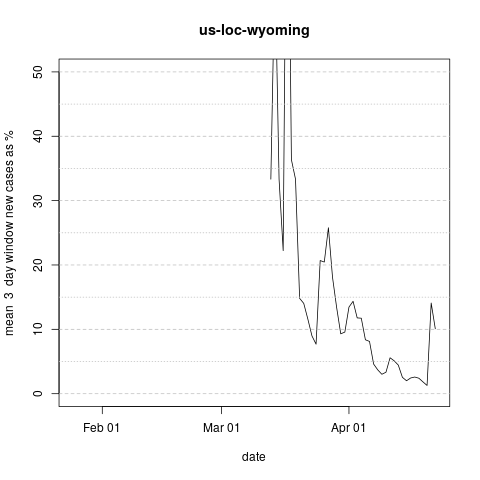 us-loc-wyoming
mean 3 day window new cases as %
50
40
30
20
10
0
Feb 01
Mar 01
Apr 01
date